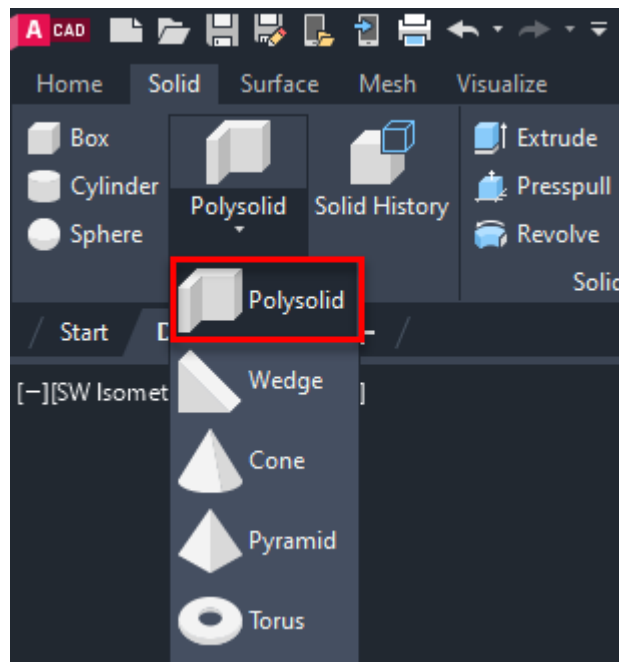 A CAD
Home Solid Surface Mesh Visualize
Box
Cylinder
Sphere
Polysolid
Solid History
Extrude
Presspull
Revolve
Solid
Start D
[−][SW Isomet ]
Polysolid
Wedge
Cone
Pyramid
Torus